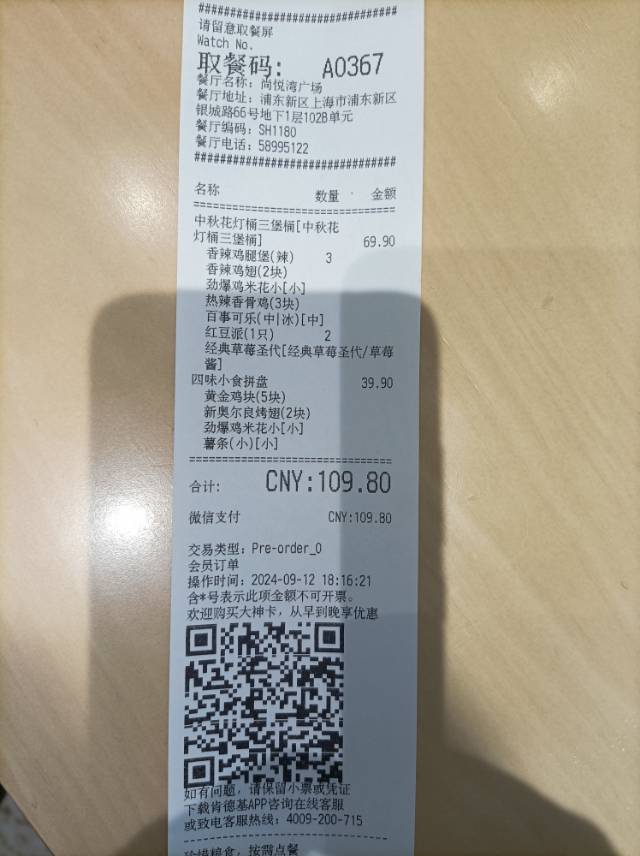 ################################
请留意取餐屏
Watch No.
取餐码: A0367
餐厅名称: 尚悦湾广场
餐厅地址: 浦东新区上海市浦东新区
银城路66号地下1层102B单元
餐厅编码: SH1180
餐厅电话: 58995122
################################
名称 数量 金额
================================
中秋花灯桶三堡桶[中秋花
灯桶三堡桶] 69.90
香辣鸡腿堡(辣) 3
香辣鸡翅(2块)
劲爆鸡米花小[小]
热辣香骨鸡(3块)
百事可乐(中|冰)[中]
红豆派(1只) 2
经典草莓圣代[经典草莓圣代/草莓
酱]
四味小食拼盘 39.90
黄金鸡块(5块)
新奥尔良烤翅(2块)
劲爆鸡米花小[小]
薯条(小)[小]
================================
合计: CNY:109.80
微信支付 CNY:109.80
交易类型: Pre-order_0
会员订单
操作时间: 2024-09-12 18:16:21
含*号表示此项金额不可开票。
欢迎购买大神卡，从早到晚享优惠
如有问题，请保留小票或凭证
下载肯德基APP咨询在线客服
或致电客服热线: 4009-200-715
--------------------------------
珍惜粮食，按需点餐